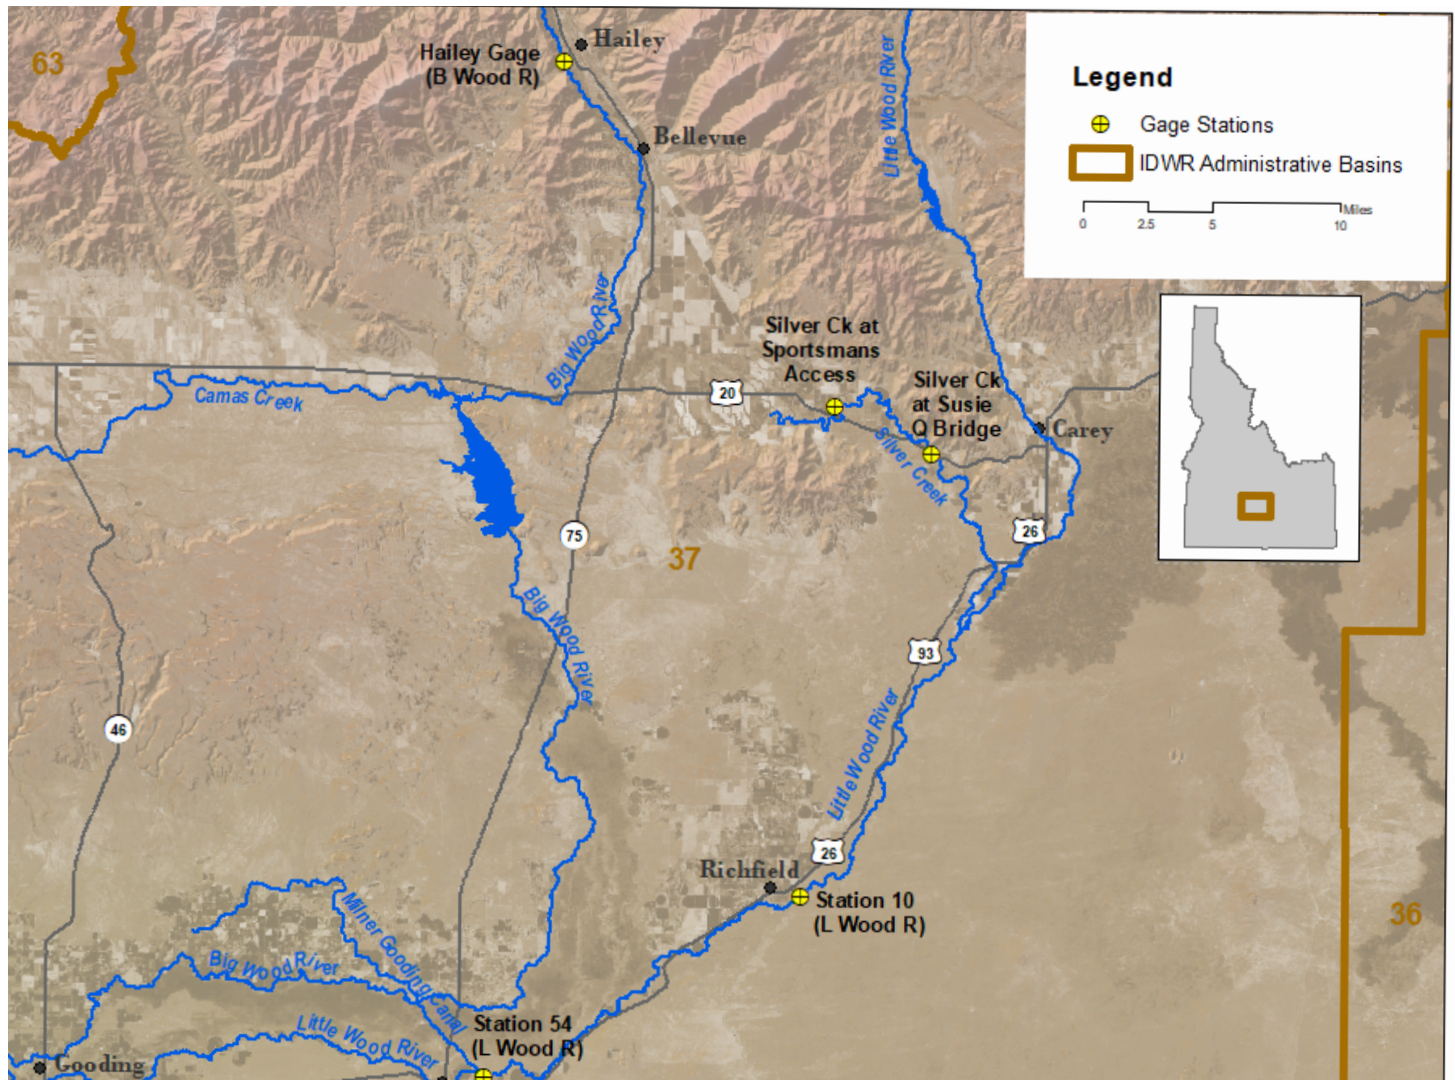 63
Hailey Gage
(B Wood R)
Hailey
Bellevue
Little Wood River
Legend
Gage Stations
IDWR Administrative Basins
Miles
0 2.5 5 10
Big Wood River
Silver Ck at
Sportsmans
Access
Silver Ck
at Susie
Q Bridge
20
Camas Creek
Silver Creek
Carey
75
26
37
Big Wood River
93
46
Little Wood River
26
Richfield
Station 10
(L Wood R)
36
Milner Gooding Canal
Big Wood River
Little Wood River
Station 54
(L Wood R)
Gooding